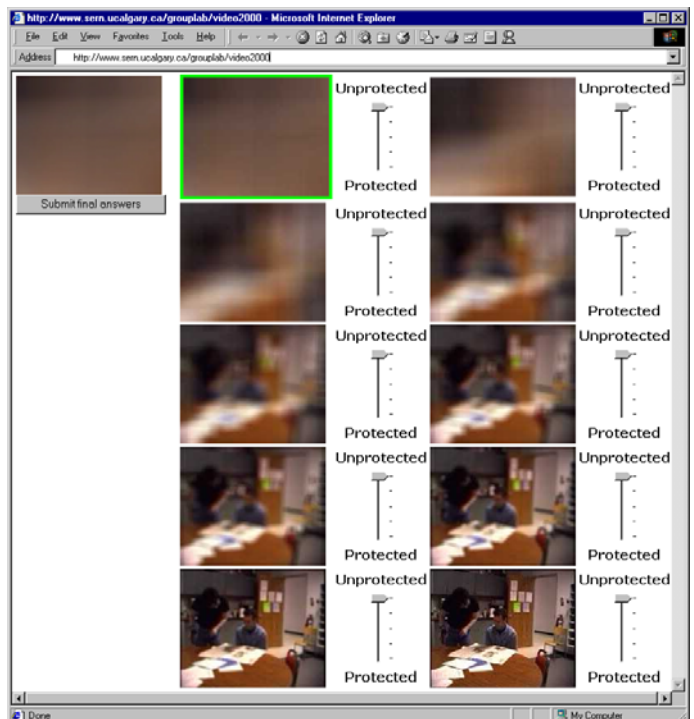 http://www.sern.ucalgary.ca/grouplab/video2000 - Microsoft Internet Explorer
File Edit View Favorites Tools Help
Address http://www.sern.ucalgary.ca/grouplab/video2000
Unprotected Unprotected
Protected Protected
Submit final answers
Unprotected Unprotected
Protected Protected
Unprotected Unprotected
Protected Protected
Unprotected Unprotected
Protected Protected
Unprotected Unprotected
Protected Protected
Done My Computer